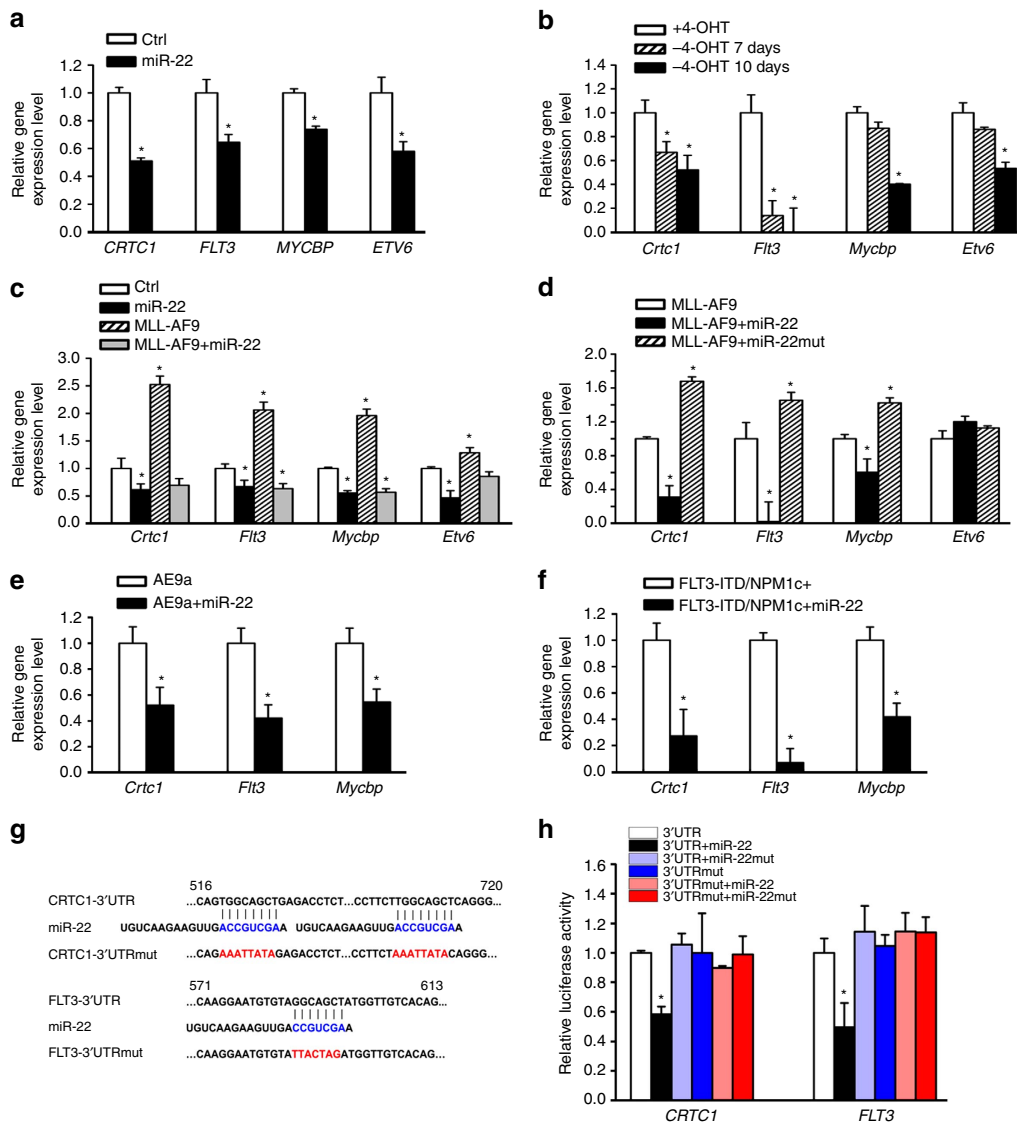 a
Ctrl
miR-22
Relative gene
expression level
1.2
1.0
0.8
0.6
0.4
0.2
0.0
*
*
*
*
CRTC1 FLT3 MYCBP ETV6
b
+4-OHT
–4-OHT 7 days
–4-OHT 10 days
Relative gene
expression level
1.4
1.2
1.0
0.8
0.6
0.4
0.2
0.0
* *
* *
*
*
Crtc1 Flt3 Mycbp Etv6
c
Ctrl
miR-22
MLL-AF9
MLL-AF9+miR-22
Relative gene
expression level
3.0
2.5
2.0
1.5
1.0
0.5
0.0
* *
* * *
* * *
* *
Crtc1 Flt3 Mycbp Etv6
d
MLL-AF9
MLL-AF9+miR-22
MLL-AF9+miR-22mut
Relative gene
expression level
2.0
1.6
1.2
0.8
0.4
0.0
* *
* *
* *
Crtc1 Flt3 Mycbp Etv6
e
AE9a
AE9a+miR-22
Relative gene
expression level
1.2
1.0
0.8
0.6
0.4
0.2
0.0
*
*
*
Crtc1 Flt3 Mycbp
f
FLT3-ITD/NPM1c+
FLT3-ITD/NPM1c+miR-22
Relative gene
expression level
1.2
1.0
0.8
0.6
0.4
0.2
0.0
*
*
*
Crtc1 Flt3 Mycbp
g
516 720
CRTC1-3′UTR ...CAGTGGCAGCTGAGACCTCT...CCTTCTTGGCAGCTCAGGG...
miR-22 UGUCAAGAAGUUGACCGUCGAA UGUCAAGAAGUUGACCGUCGAA
CRTC1-3′UTRmut ...CAGAAATTATAGAGACCTCT...CCTTCTAAATTATACAGGG...
571 613
FLT3-3′UTR ...CAAGGAATGTGTAGGCAGCTATGGTTGTCACAG...
miR-22 UGUCAAGAAGUUGACCGUCGAA
FLT3-3′UTRmut ...CAAGGAATGTGTATTACTAGATGGTTGTCACAG...
h
3′UTR
3′UTR+miR-22
3′UTR+miR-22mut
3′UTRmut
3′UTRmut+miR-22
3′UTRmut+miR-22mut
Relative luciferase activity
1.6
1.4
1.2
1.0
0.8
0.6
0.4
0.2
0.0
*
*
CRTC1 FLT3